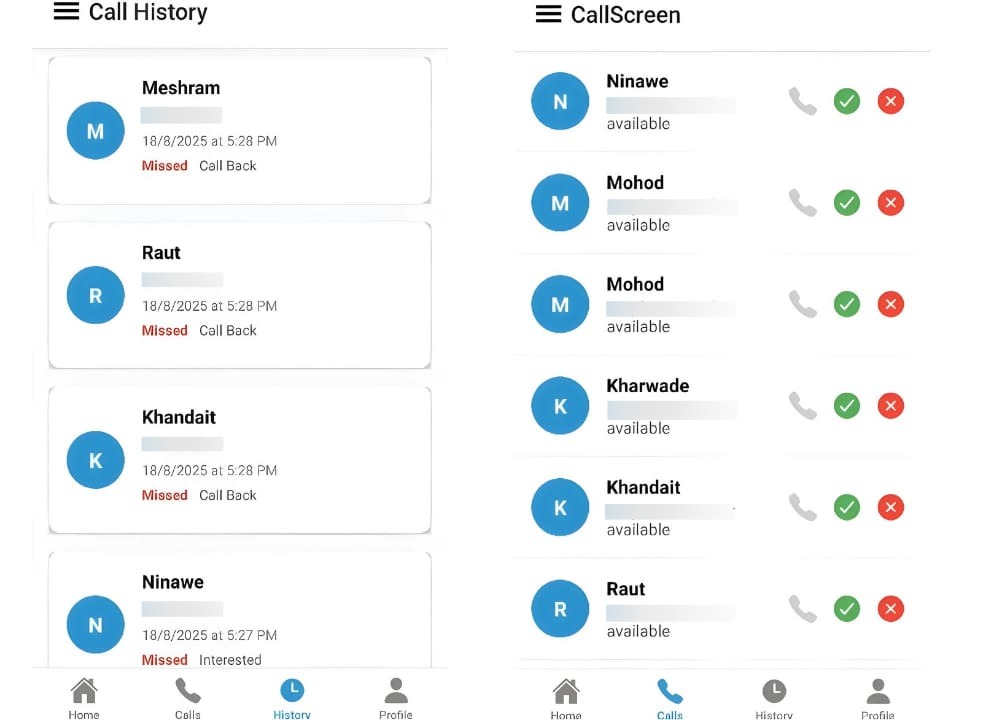 Call History
M
Meshram
18/8/2025 at 5:28 PM
Missed Call Back
R
Raut
18/8/2025 at 5:28 PM
Missed Call Back
K
Khandait
18/8/2025 at 5:28 PM
Missed Call Back
N
Ninawe
18/8/2025 at 5:27 PM
Missed Interested
Home Calls History Profile
CallScreen
N
Ninawe
available
M
Mohod
available
M
Mohod
available
K
Kharwade
available
K
Khandait
available
R
Raut
available
Home Calls History Profile